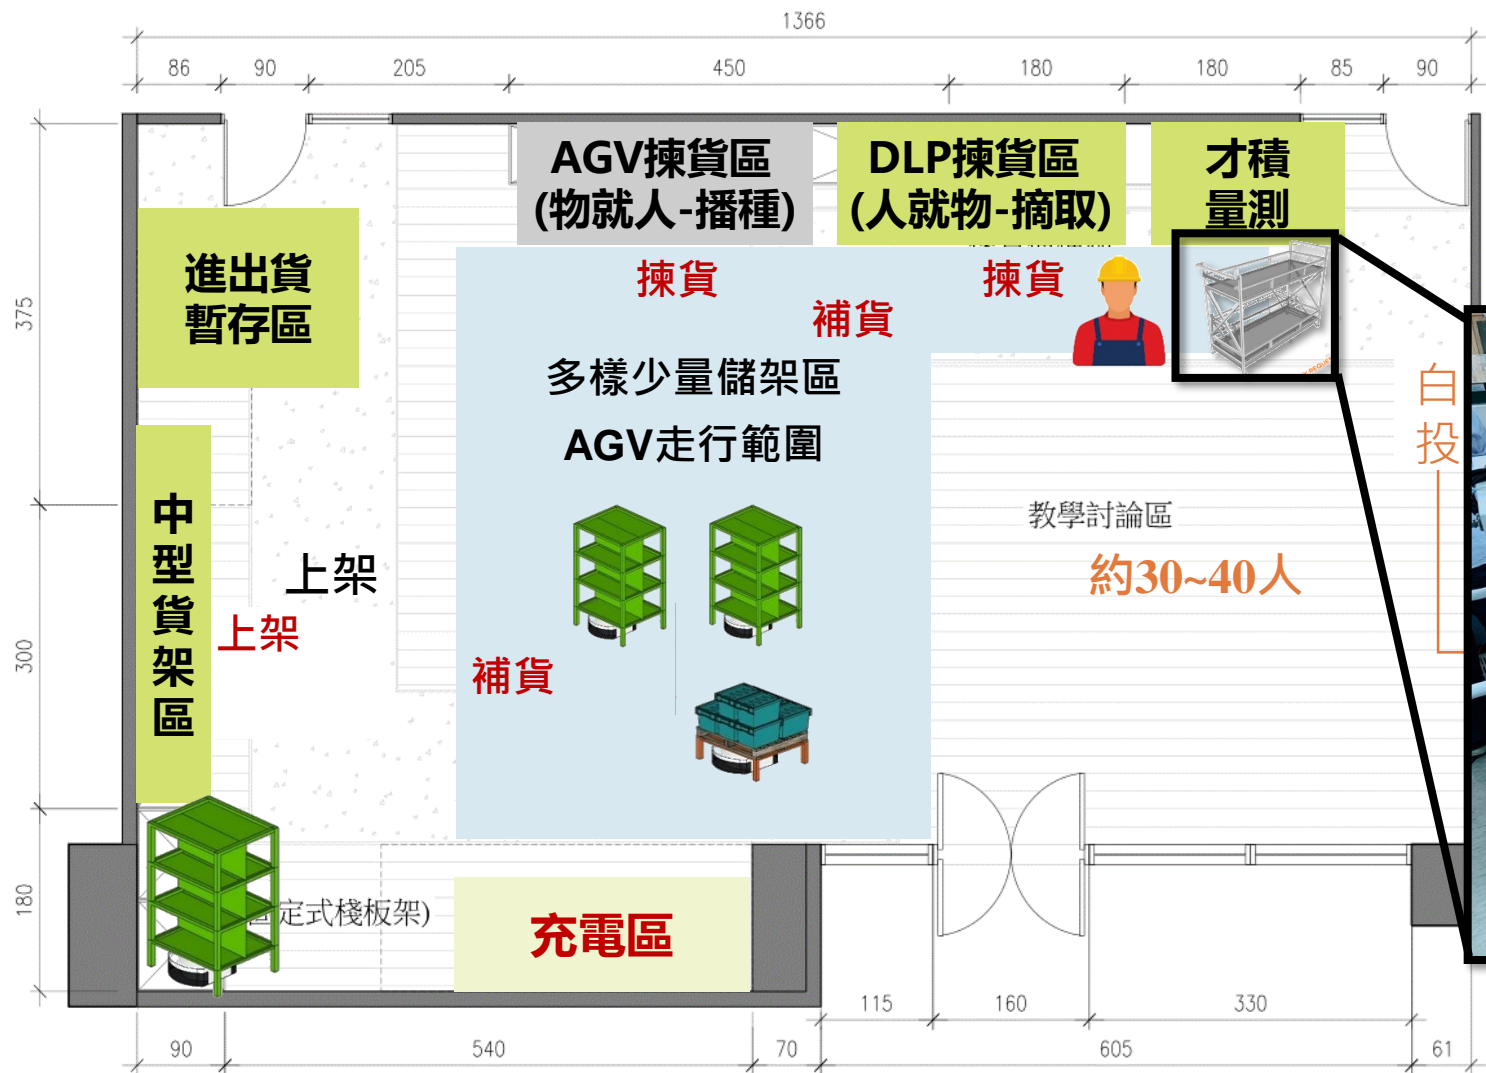 1366
86 90 205 450 180 180 85 90
AGV揀貨區
(物就人-播種)
DLP揀貨區
(人就物-摘取)
才積
量測
進出貨
暫存區
揀貨
揀貨
補貨
375
多樣少量儲架區
AGV走行範圍
白
投
中
型
貨
架
區
教學討論區
約30~40人
上架
上架
300
補貨
180
定式棧板架)
充電區
115 160 330
90 540 70 605 61